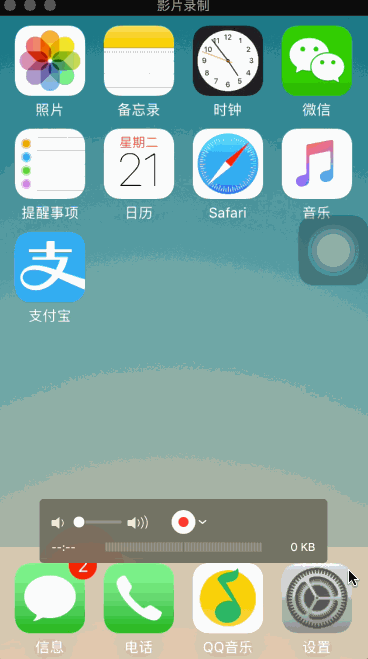 影片录制
照片 备忘录 时钟 微信
星期二
21
提醒事项 日历 Safari 音乐
支
支付宝
--:-- 0 KB
2
信息 电话 QQ音乐 设置